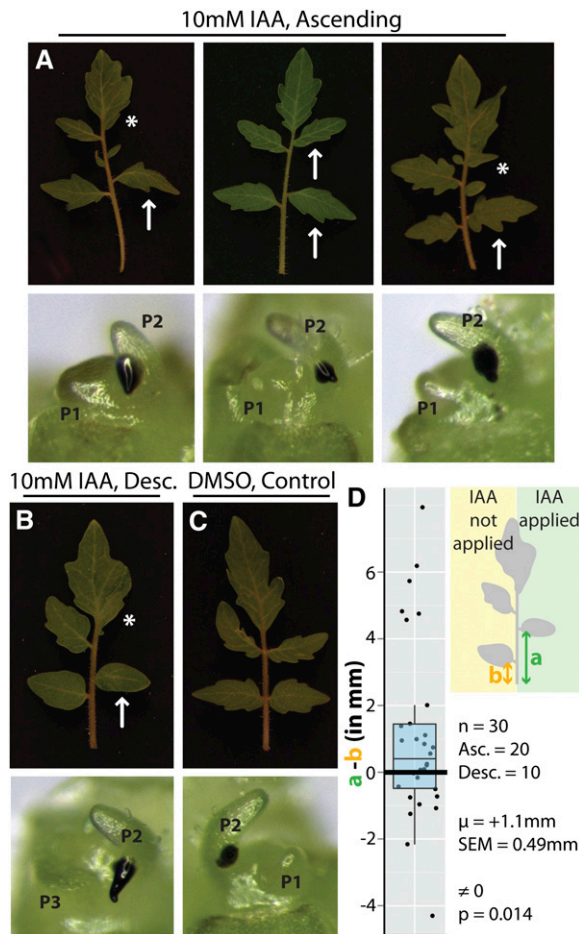 10mM IAA, Ascending
A
*
*
P2
P1
P2
P1
P2
P1
10mM IAA, Desc.
DMSO, Control
B
*
P2
P3
C
P2
P1
D
IAA not applied
IAA applied
a
b
a-b (in mm)
6
4
2
0
-2
-4
n = 30
Asc. = 20
Desc. = 10
µ = +1.1mm
SEM = 0.49mm
≠ 0
p = 0.014